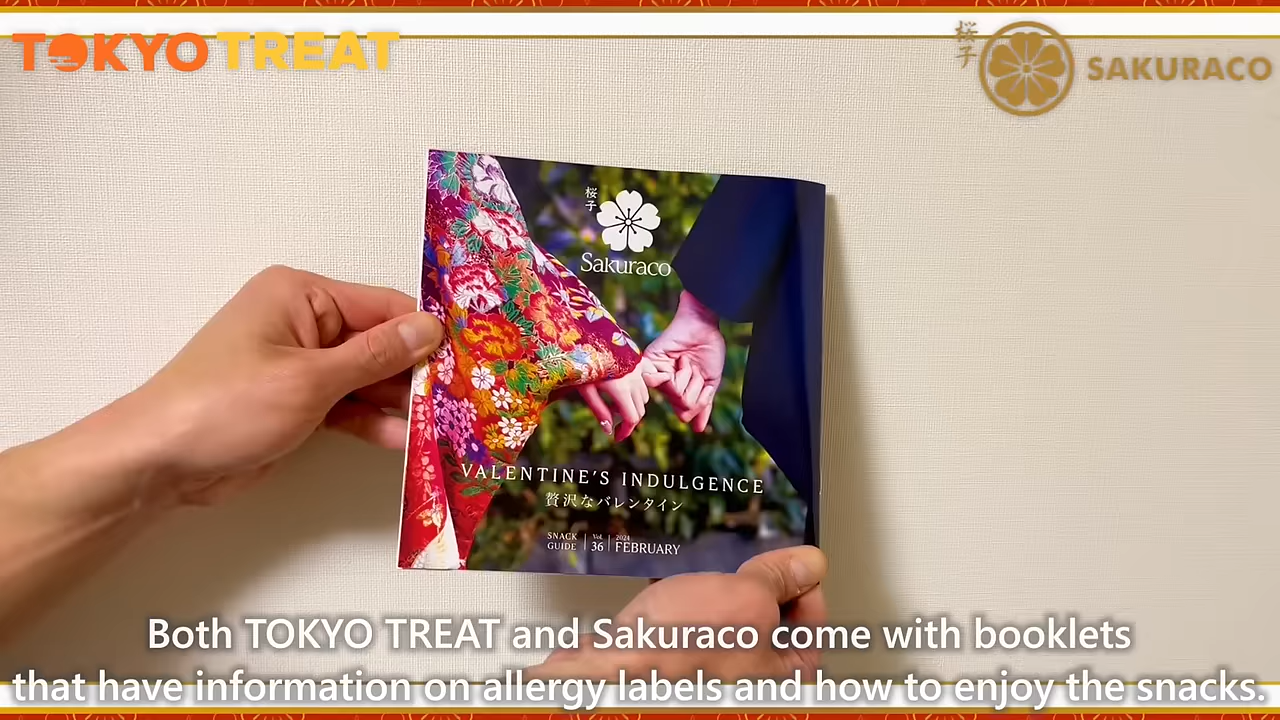 TOKYO TREAT
桜子
SAKURACO
桜子
Sakuraco
VALENTINE'S INDULGENCE
贅沢なバレンタイン
SNACK GUIDE
Vol. 36
2024 FEBRUARY
Both TOKYO TREAT and Sakuraco come with booklets
that have information on allergy labels and how to enjoy the snacks.